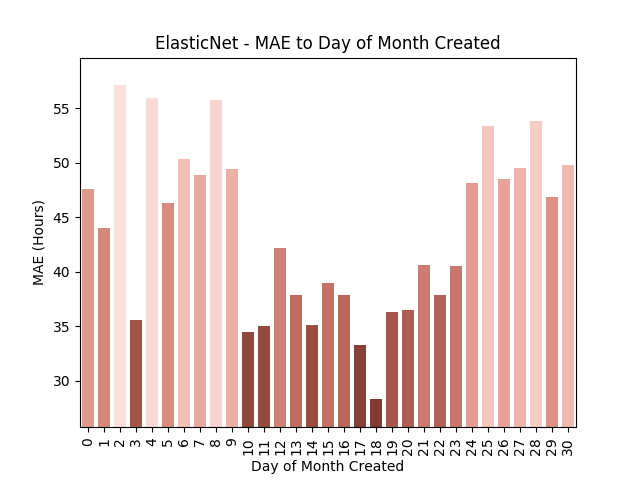 ElasticNet - MAE to Day of Month Created
55
50
45
40
35
30
MAE (Hours)
0 1 2 3 4 5 6 7 8 9 10 11 12 13 14 15 16 17 18 19 20 21 22 23 24 25 26 27 28 29 30
Day of Month Created